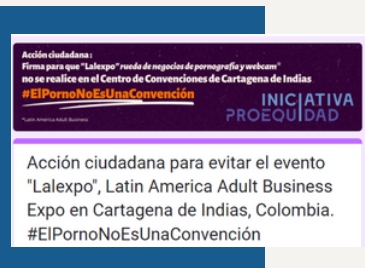 Acción ciudadana :
Firma para que "Lalexpo" rueda de negocios de pornografía y webcam*
no se realice en el Centro de Convenciones de Cartagena de Indias
#ElPornoNoEsUnaConvención
INICIATIVA
PROEQUIDAD
*Latin America Adult Business
Acción ciudadana para evitar el evento
"Lalexpo", Latin America Adult Business
Expo en Cartagena de Indias, Colombia.
#ElPornoNoEsUnaConvención